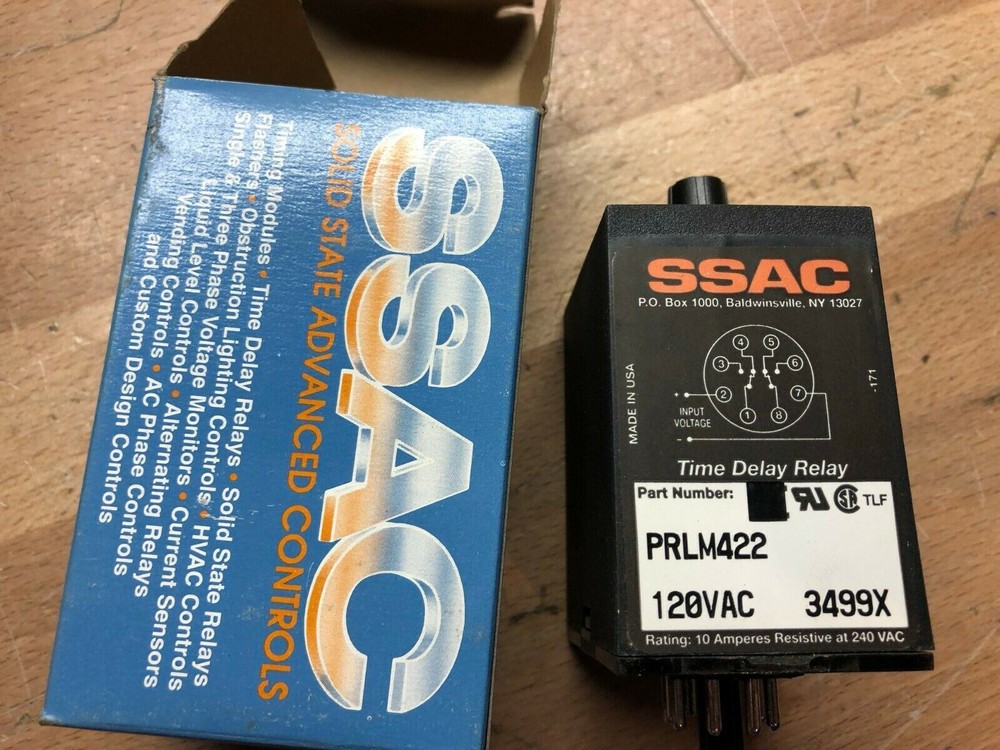 SSAC
SOLID STATE ADVANCED CONTROLS
Timing Modules • Time Delay Relays • Solid State Relays
Flashers • Obstruction Lighting Controls • HVAC Controls
Single & Three Phase Voltage Monitors • Current Sensors
Liquid Level Controls • Alternating Relays
Vending Controls • AC Phase Controls
and Custom Design Controls
SSAC
P.O. Box 1000, Baldwinsville, NY 13027
4 5
3 6
2 7
1 8
+
INPUT
VOLTAGE
-
MADE IN USA
-171
Time Delay Relay
Part Number:
RU SA TLF
PRLM422
120VAC 3499X
Rating: 10 Amperes Resistive at 240 VAC